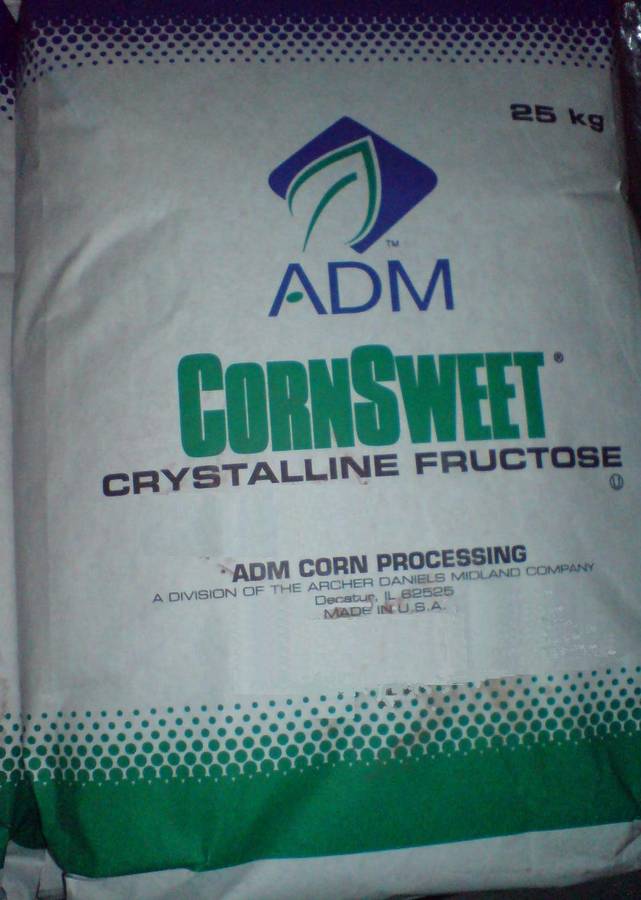 25 kg
™
ADM
CORNSWEET®
CRYSTALLINE FRUCTOSE
U
ADM CORN PROCESSING
A DIVISION OF THE ARCHER DANIELS MIDLAND COMPANY
Decatur, IL 62525
MADE IN U.S.A.